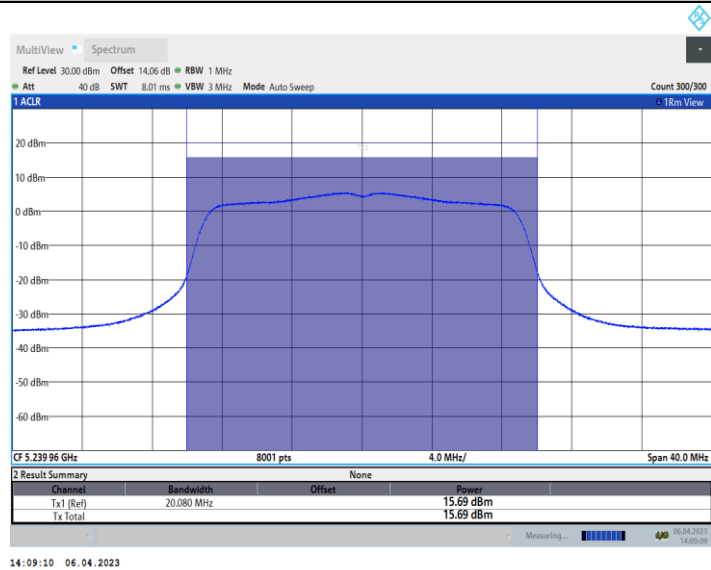 MultiView Spectrum
Ref Level 30.00 dBm Offset 14.06 dB RBW 1 MHz
Att 40 dB SWT 8.01 ms VBW 3 MHz Mode Auto Sweep Count 300/300
1 ACLR 1Rm View
20 dBm
10 dBm
0 dBm
-10 dBm
-20 dBm
-30 dBm
-40 dBm
-50 dBm
-60 dBm
CF 5.239 96 GHz 8001 pts 4.0 MHz/ Span 40.0 MHz
2 Result Summary None
Channel Bandwidth Offset Power
Tx1 (Ref) 20.080 MHz 15.69 dBm
Tx Total 15.69 dBm
Measuring... 06.04.2023
14:09:09
14:09:10 06.04.2023